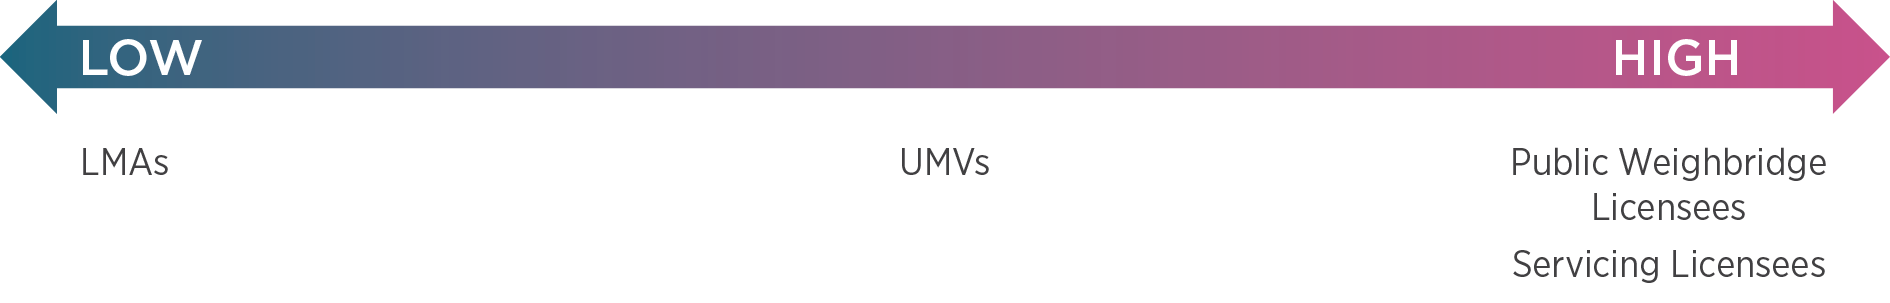 LOW
HIGH
LMAs
UMVs
Public Weighbridge
Licensees
Servicing Licensees